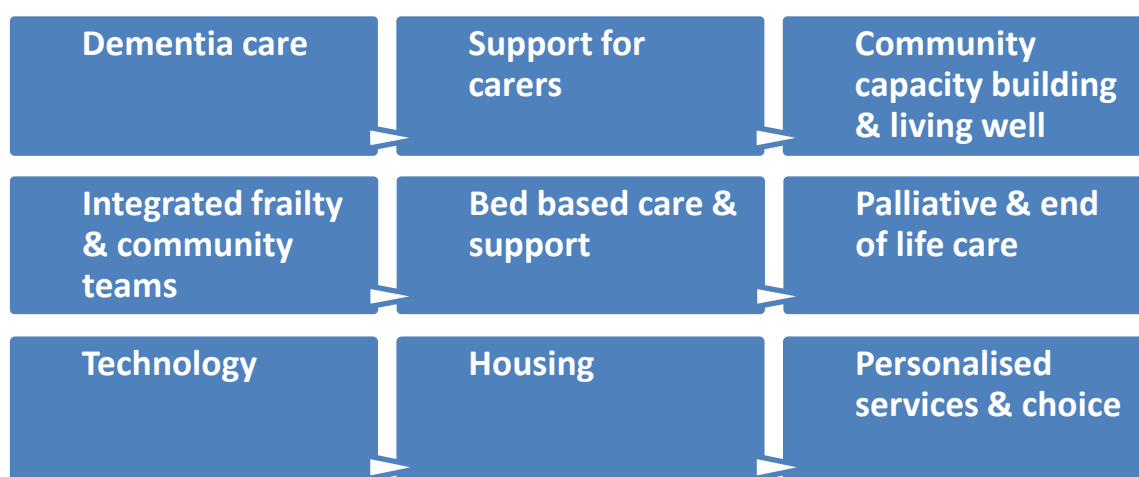 Dementia care
Support for
carers
Community
capacity building
& living well
Integrated frailty
& community
teams
Bed based care &
support
Palliative & end
of life care
Technology
Housing
Personalised
services & choice